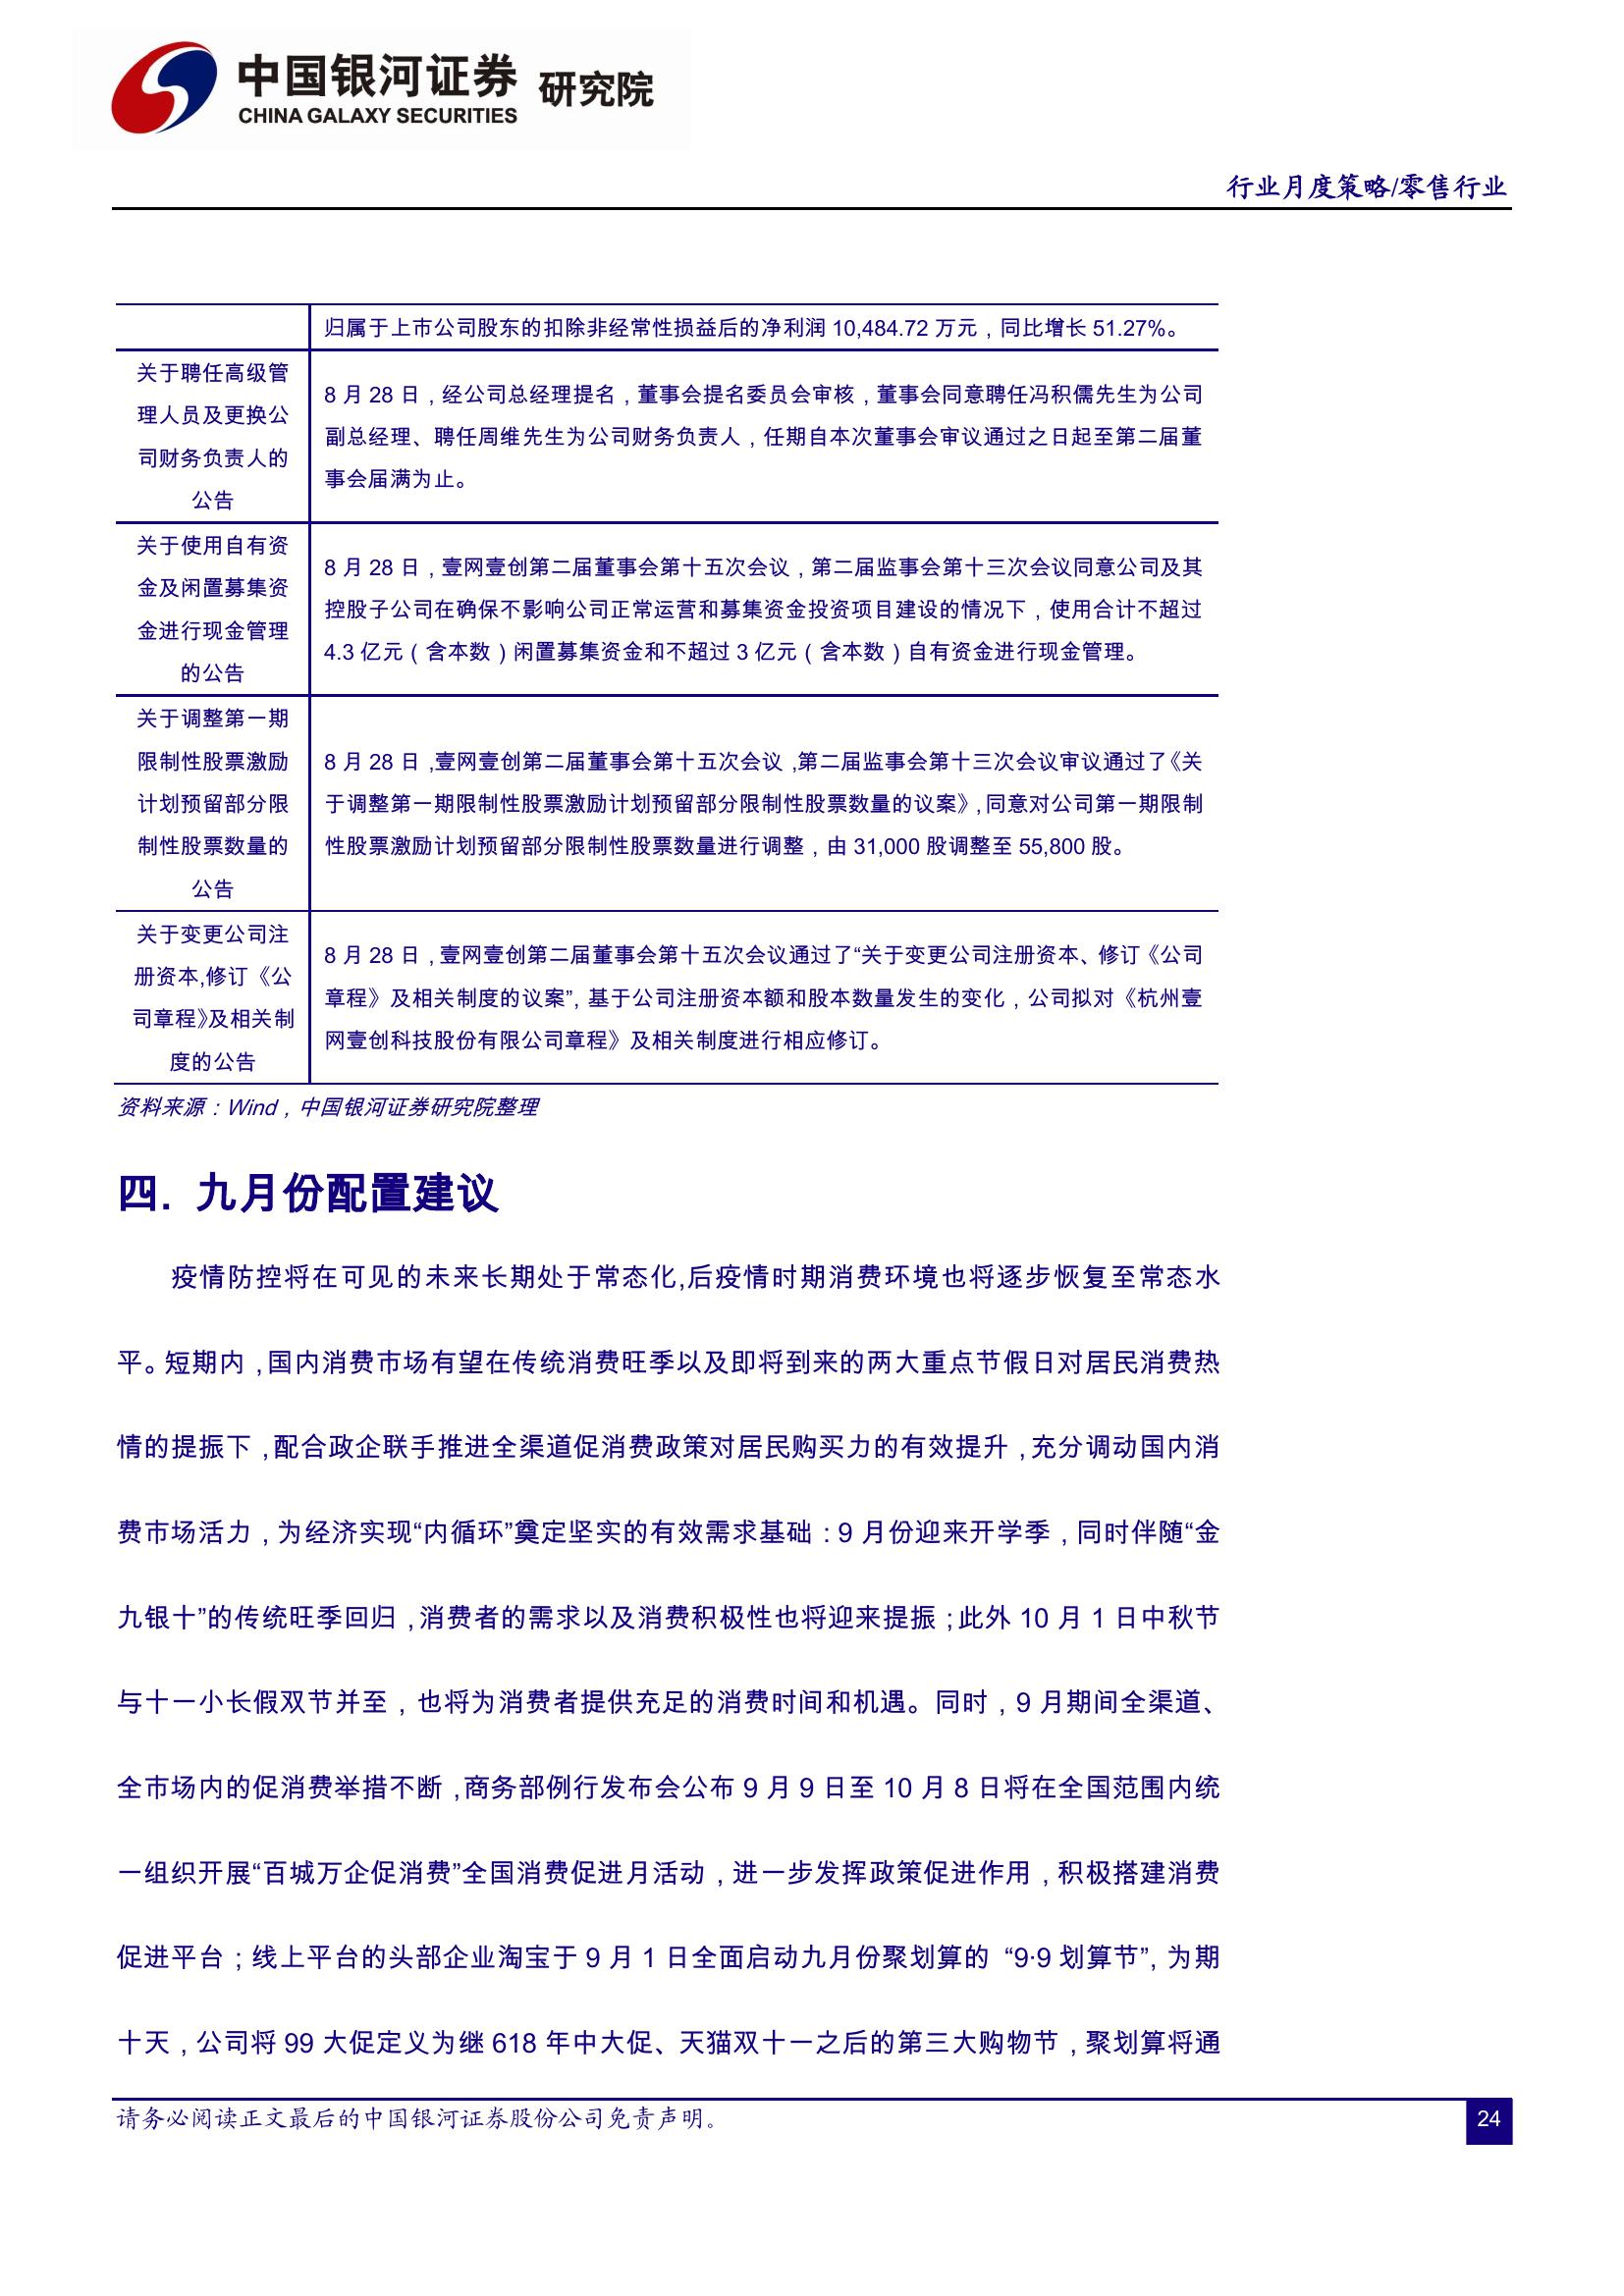 中国银河证券 研究院
CHINA GALAXY SECURITIES
行业月度策略/零售行业
归属于上市公司股东的扣除非经常性损益后的净利润 10,484.72 万元，同比增长 51.27%。
关于聘任高级管
理人员及更换公
司财务负责人的
公告
8 月 28 日，经公司总经理提名，董事会提名委员会审核，董事会同意聘任冯积儒先生为公司
副总经理、聘任周维先生为公司财务负责人，任期自本次董事会审议通过之日起至第二届董
事会届满为止。
关于使用自有资
金及闲置募集资
金进行现金管理
的公告
8 月 28 日，壹网壹创第二届董事会第十五次会议，第二届监事会第十三次会议同意公司及其
控股子公司在确保不影响公司正常运营和募集资金投资项目建设的情况下，使用合计不超过
4.3 亿元（含本数）闲置募集资金和不超过 3 亿元（含本数）自有资金进行现金管理。
关于调整第一期
限制性股票激励
计划预留部分限
制性股票数量的
公告
8 月 28 日，壹网壹创第二届董事会第十五次会议，第二届监事会第十三次会议审议通过了《关
于调整第一期限制性股票激励计划预留部分限制性股票数量的议案》，同意对公司第一期限制
性股票激励计划预留部分限制性股票数量进行调整，由 31,000 股调整至 55,800 股。
关于变更公司注
册资本,修订《公
司章程》及相关制
度的公告
8 月 28 日，壹网壹创第二届董事会第十五次会议通过了“关于变更公司注册资本、修订《公司
章程》及相关制度的议案”，基于公司注册资本额和股本数量发生的变化，公司拟对《杭州壹
网壹创科技股份有限公司章程》及相关制度进行相应修订。
资料来源：Wind，中国银河证券研究院整理
四. 九月份配置建议
疫情防控将在可见的未来长期处于常态化,后疫情时期消费环境也将逐步恢复至常态水
平。短期内，国内消费市场有望在传统消费旺季以及即将到来的两大重点节假日对居民消费热
情的提振下，配合政企联手推进全渠道促消费政策对居民购买力的有效提升，充分调动国内消
费市场活力，为经济实现“内循环”奠定坚实的有效需求基础：9 月份迎来开学季，同时伴随“金
九银十”的传统旺季回归，消费者的需求以及消费积极性也将迎来提振；此外 10 月 1 日中秋节
与十一小长假双节并至，也将为消费者提供充足的消费时间和机遇。同时，9 月期间全渠道、
全市场内的促消费举措不断，商务部例行发布会公布 9 月 9 日至 10 月 8 日将在全国范围内统
一组织开展“百城万企促消费”全国消费促进月活动，进一步发挥政策促进作用，积极搭建消费
促进平台；线上平台的头部企业淘宝于 9 月 1 日全面启动九月份聚划算的 “9·9 划算节”，为期
十天，公司将 99 大促定义为继 618 年中大促、天猫双十一之后的第三大购物节，聚划算将通
请务必阅读正文最后的中国银河证券股份公司免责声明。
24